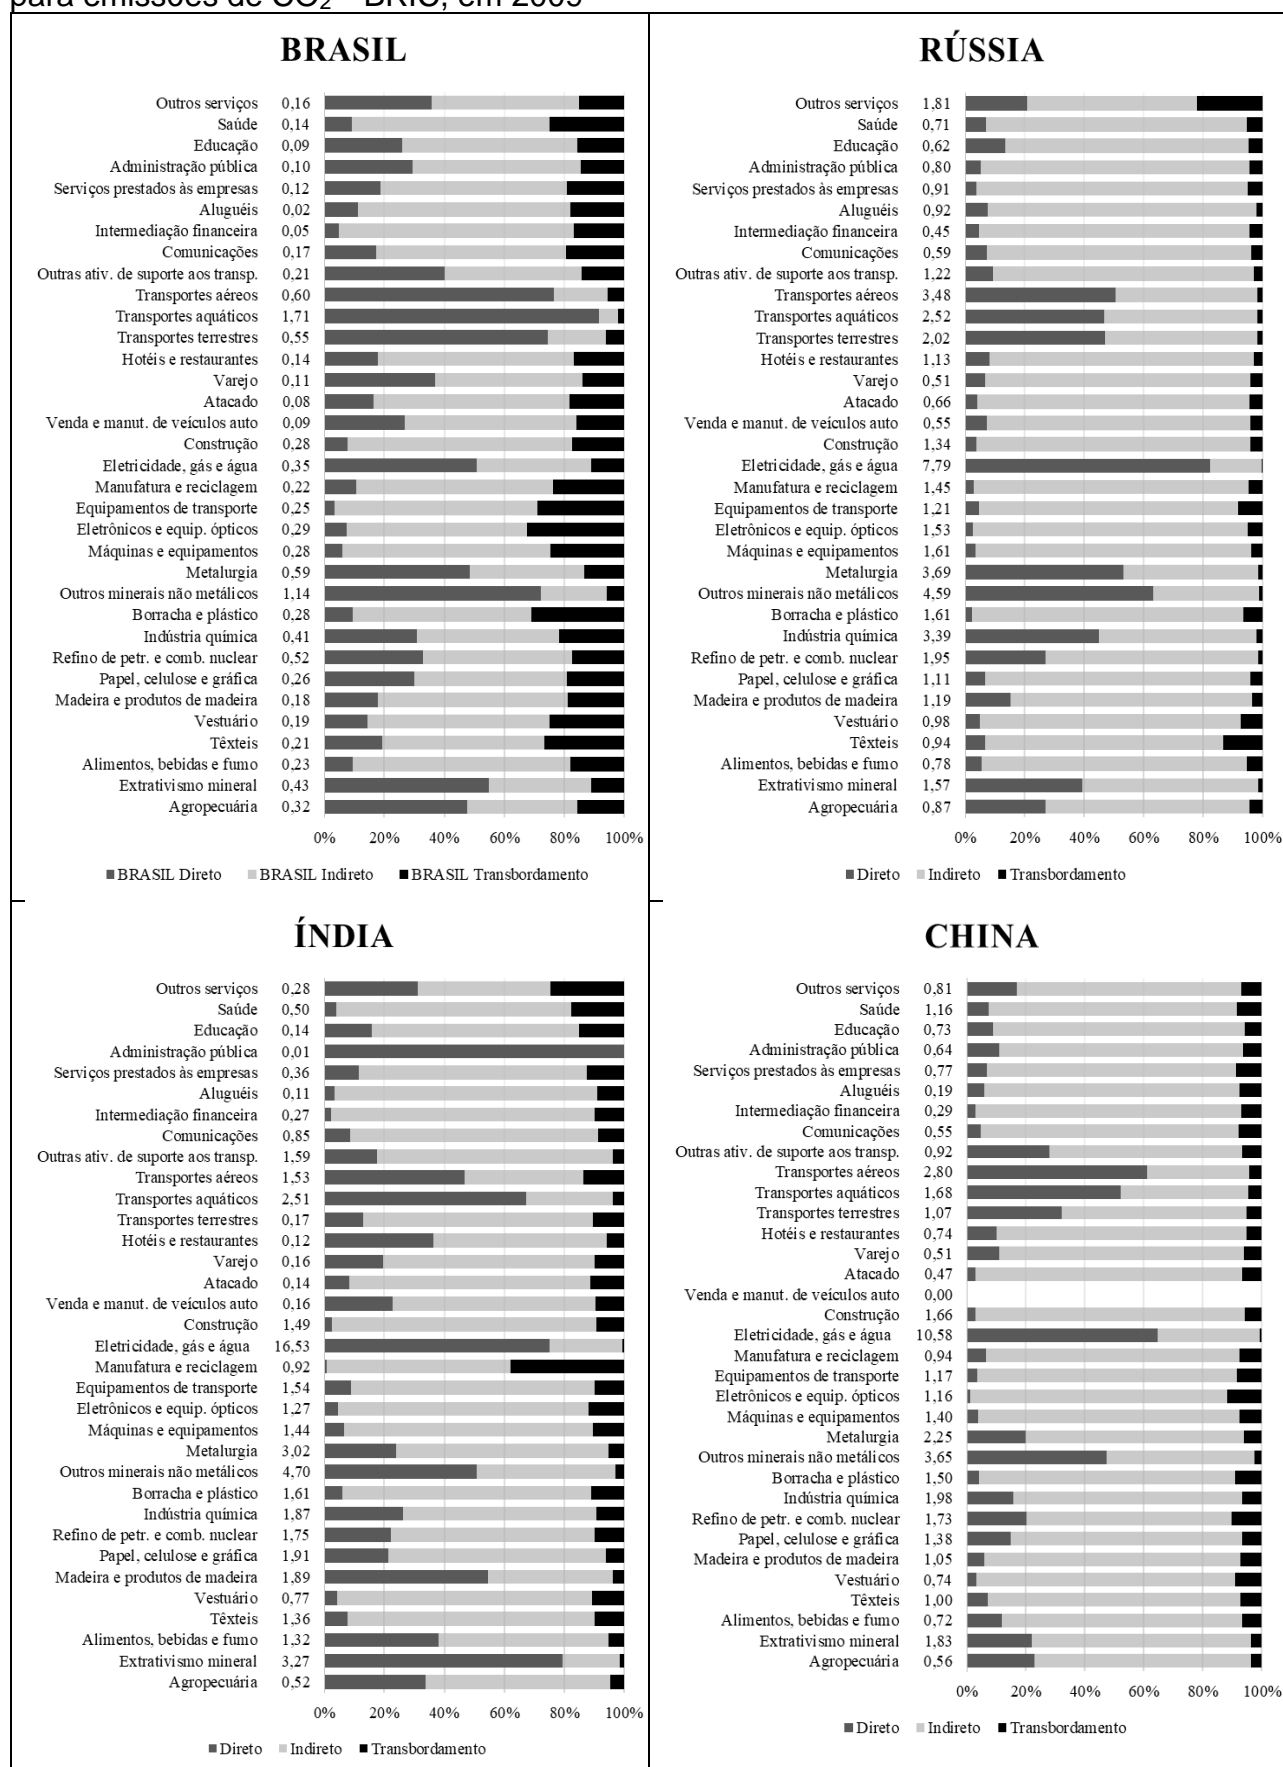 para emissões de CO₂ – BRIC, em 2009
BRASIL
Outros serviços 0,16
Saúde 0,14
Educação 0,09
Administração pública 0,10
Serviços prestados às empresas 0,12
Aluguéis 0,02
Intermediação financeira 0,05
Comunicações 0,17
Outras ativ. de suporte aos transp. 0,21
Transportes aéreos 0,60
Transportes aquáticos 1,71
Transportes terrestres 0,55
Hotéis e restaurantes 0,14
Varejo 0,11
Atacado 0,08
Venda e manut. de veículos auto 0,09
Construção 0,28
Eletricidade, gás e água 0,35
Manufatura e reciclagem 0,22
Equipamentos de transporte 0,25
Eletrônicos e equip. ópticos 0,29
Máquinas e equipamentos 0,28
Metalurgia 0,59
Outros minerais não metálicos 1,14
Borracha e plástico 0,28
Indústria química 0,41
Refino de petr. e comb. nuclear 0,52
Papel, celulose e gráfica 0,26
Madeira e produtos de madeira 0,18
Vestuário 0,19
Têxteis 0,21
Alimentos, bebidas e fumo 0,23
Extrativismo mineral 0,43
Agropecuária 0,32
0% 20% 40% 60% 80% 100%
BRASIL Direto BRASIL Indireto BRASIL Transbordamento
RÚSSIA
Outros serviços 1,81
Saúde 0,71
Educação 0,62
Administração pública 0,80
Serviços prestados às empresas 0,91
Aluguéis 0,92
Intermediação financeira 0,45
Comunicações 0,59
Outras ativ. de suporte aos transp. 1,22
Transportes aéreos 3,48
Transportes aquáticos 2,52
Transportes terrestres 2,02
Hotéis e restaurantes 1,13
Varejo 0,51
Atacado 0,66
Venda e manut. de veículos auto 0,55
Construção 1,34
Eletricidade, gás e água 7,79
Manufatura e reciclagem 1,45
Equipamentos de transporte 1,21
Eletrônicos e equip. ópticos 1,53
Máquinas e equipamentos 1,61
Metalurgia 3,69
Outros minerais não metálicos 4,59
Borracha e plástico 1,61
Indústria química 3,39
Refino de petr. e comb. nuclear 1,95
Papel, celulose e gráfica 1,11
Madeira e produtos de madeira 1,19
Vestuário 0,98
Têxteis 0,94
Alimentos, bebidas e fumo 0,78
Extrativismo mineral 1,57
Agropecuária 0,87
0% 20% 40% 60% 80% 100%
Direto Indireto Transbordamento
ÍNDIA
Outros serviços 0,28
Saúde 0,50
Educação 0,14
Administração pública 0,01
Serviços prestados às empresas 0,36
Aluguéis 0,11
Intermediação financeira 0,27
Comunicações 0,85
Outras ativ. de suporte aos transp. 1,59
Transportes aéreos 1,53
Transportes aquáticos 2,51
Transportes terrestres 0,17
Hotéis e restaurantes 0,12
Varejo 0,16
Atacado 0,14
Venda e manut. de veículos auto 0,16
Construção 1,49
Eletricidade, gás e água 16,53
Manufatura e reciclagem 0,92
Equipamentos de transporte 1,54
Eletrônicos e equip. ópticos 1,27
Máquinas e equipamentos 1,44
Metalurgia 3,02
Outros minerais não metálicos 4,70
Borracha e plástico 1,61
Indústria química 1,87
Refino de petr. e comb. nuclear 1,75
Papel, celulose e gráfica 1,91
Madeira e produtos de madeira 1,89
Vestuário 0,77
Têxteis 1,36
Alimentos, bebidas e fumo 1,32
Extrativismo mineral 3,27
Agropecuária 0,52
0% 20% 40% 60% 80% 100%
Direto Indireto Transbordamento
CHINA
Outros serviços 0,81
Saúde 1,16
Educação 0,73
Administração pública 0,64
Serviços prestados às empresas 0,77
Aluguéis 0,19
Intermediação financeira 0,29
Comunicações 0,55
Outras ativ. de suporte aos transp. 0,92
Transportes aéreos 2,80
Transportes aquáticos 1,68
Transportes terrestres 1,07
Hotéis e restaurantes 0,74
Varejo 0,51
Atacado 0,47
Venda e manut. de veículos auto 0,00
Construção 1,66
Eletricidade, gás e água 10,58
Manufatura e reciclagem 0,94
Equipamentos de transporte 1,17
Eletrônicos e equip. ópticos 1,16
Máquinas e equipamentos 1,40
Metalurgia 2,25
Outros minerais não metálicos 3,65
Borracha e plástico 1,50
Indústria química 1,98
Refino de petr. e comb. nuclear 1,73
Papel, celulose e gráfica 1,38
Madeira e produtos de madeira 1,05
Vestuário 0,74
Têxteis 1,00
Alimentos, bebidas e fumo 0,72
Extrativismo mineral 1,83
Agropecuária 0,56
0% 20% 40% 60% 80% 100%
Direto Indireto Transbordamento